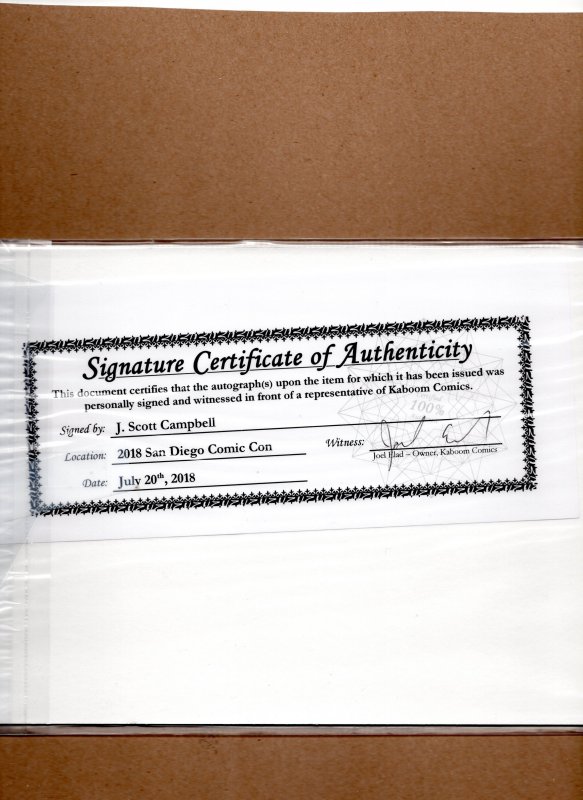 Signature Certificate of Authenticity
This document certifies that the autograph(s) upon the item for which it has been issued was
personally signed and witnessed in front of a representative of Kaboom Comics.
100%
Signed by: J. Scott Campbell
Location: 2018 San Diego Comic Con
Witness:
Joel Elad – Owner, Kaboom Comics
Date: July 20th, 2018